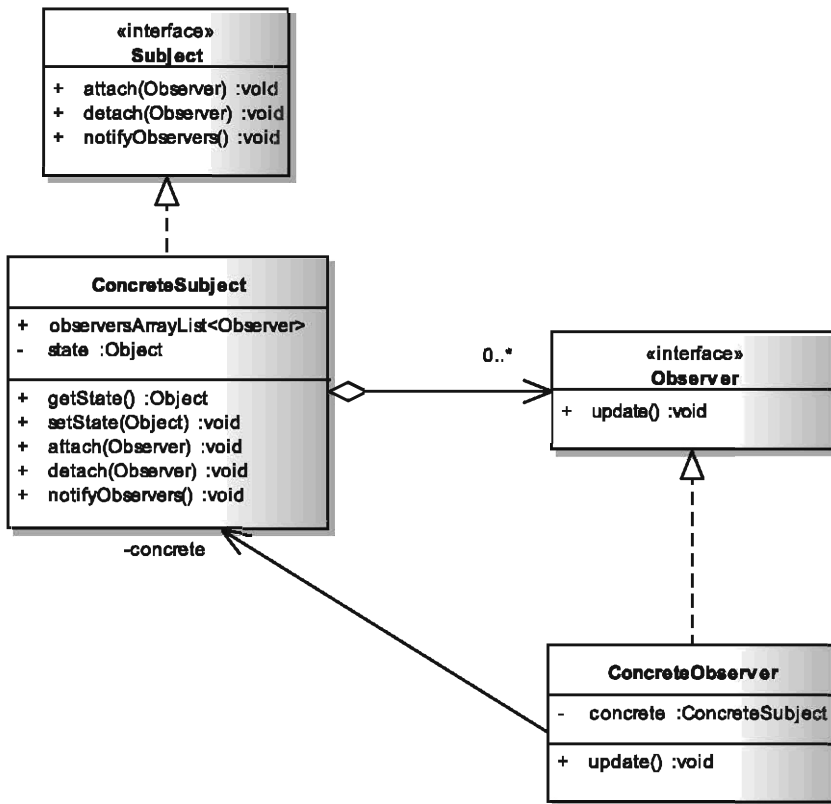 «interface»
Subject
+ attach(Observer) :void
+ detach(Observer) :void
+ notifyObservers() :void
ConcreteSubject
+ observersArrayList<Observer>
- state :Object
+ getState() :Object
+ setState(Object) :void
+ attach(Observer) :void
+ detach(Observer) :void
+ notifyObservers() :void
0..*
«interface»
Observer
+ update() :void
-concrete
ConcreteObserver
- concrete :ConcreteSubject
+ update() :void